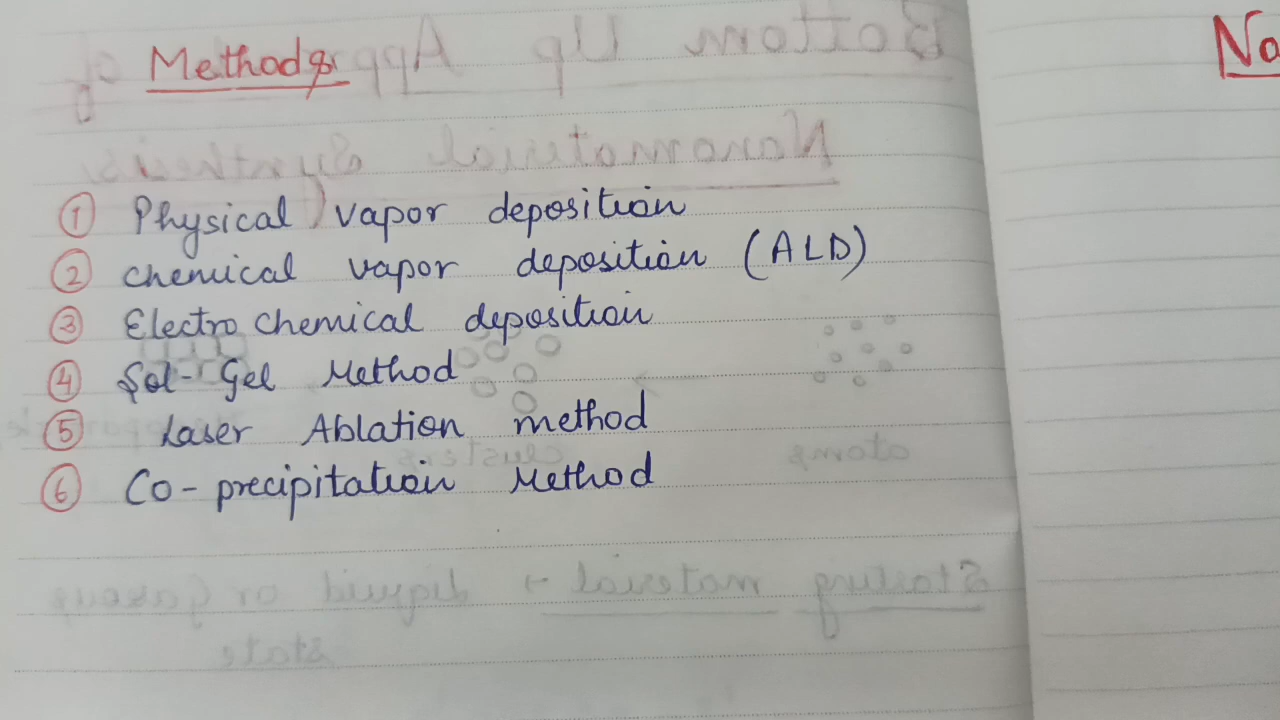 Methods
Na
① Physical vapor deposition
② chemical vapor deposition (ALD)
③ Electro chemical deposition
④ Sol-Gel Method
⑤ Laser Ablation method
⑥ Co-precipitation Method